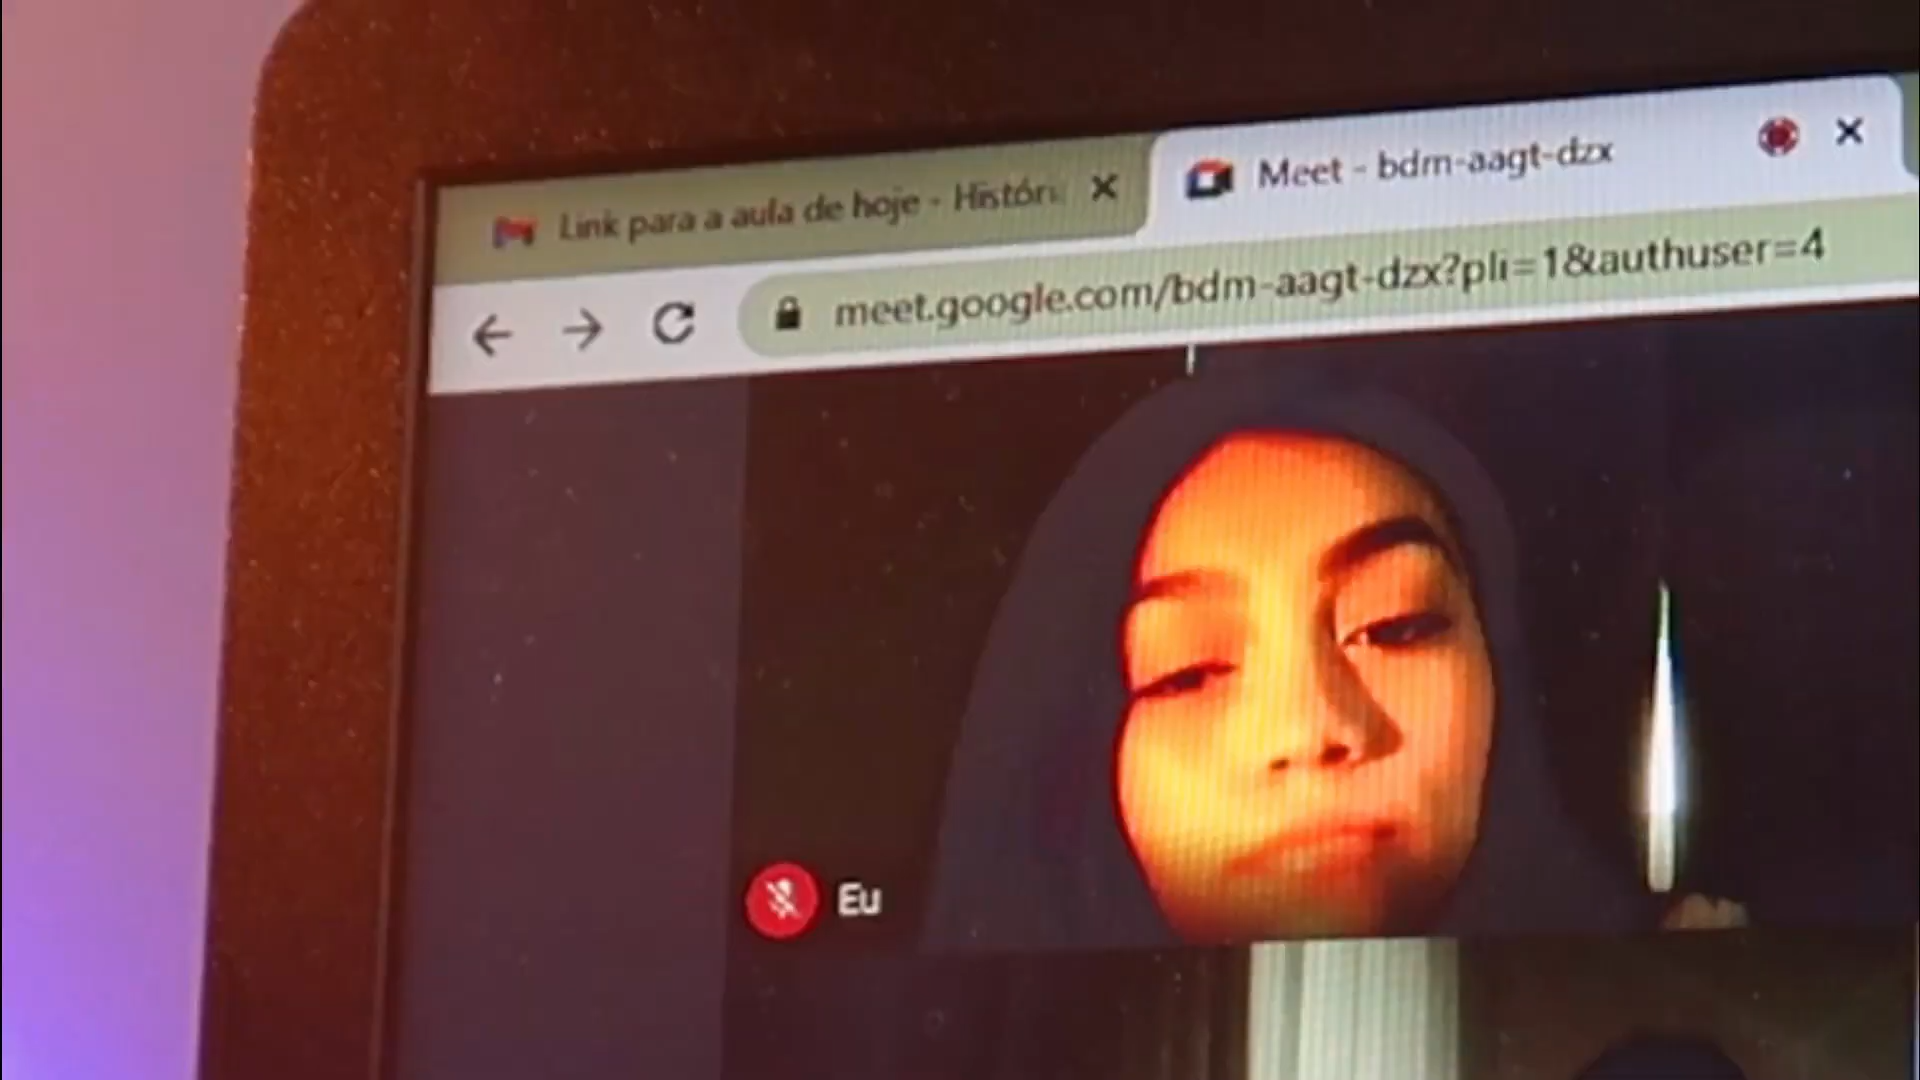 Link para a aula de hoje - Históri
Meet - bdm-aagt-dzx
meet.google.com/bdm-aagt-dzx?pli=1&authuser=4
Eu